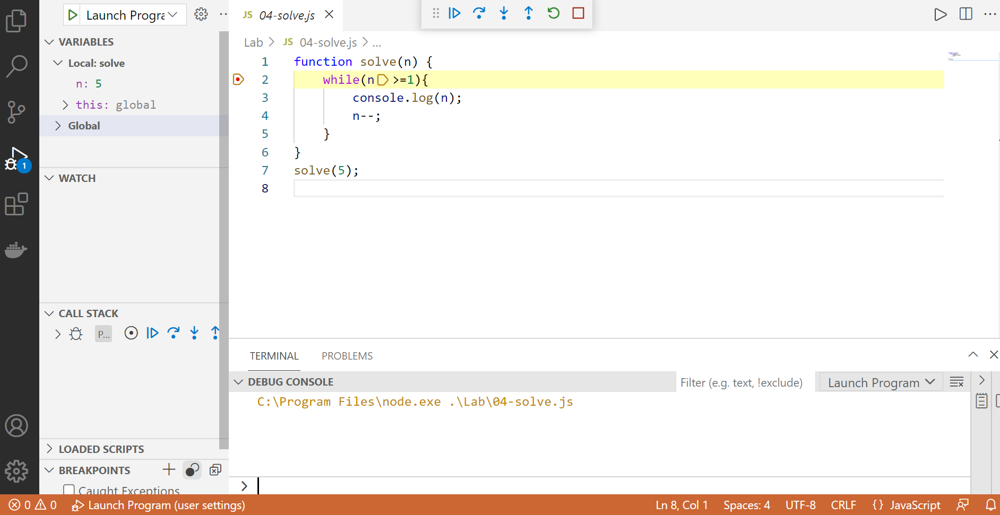 Launch Progra
VARIABLES
Local: solve
n: 5
this: global
Global
1
WATCH
CALL STACK
P...
LOADED SCRIPTS
BREAKPOINTS
Caught Exceptions
JS 04-solve.js
Lab > JS 04-solve.js > ...
1 function solve(n) {
2 while(n >=1){
3 console.log(n);
4 n--;
5 }
6 }
7 solve(5);
8
TERMINAL PROBLEMS
DEBUG CONSOLE Filter (e.g. text, !exclude) Launch Program
C:\Program Files\node.exe .\Lab\04-solve.js
>
0 0 Launch Program (user settings) Ln 8, Col 1 Spaces: 4 UTF-8 CRLF {} JavaScript